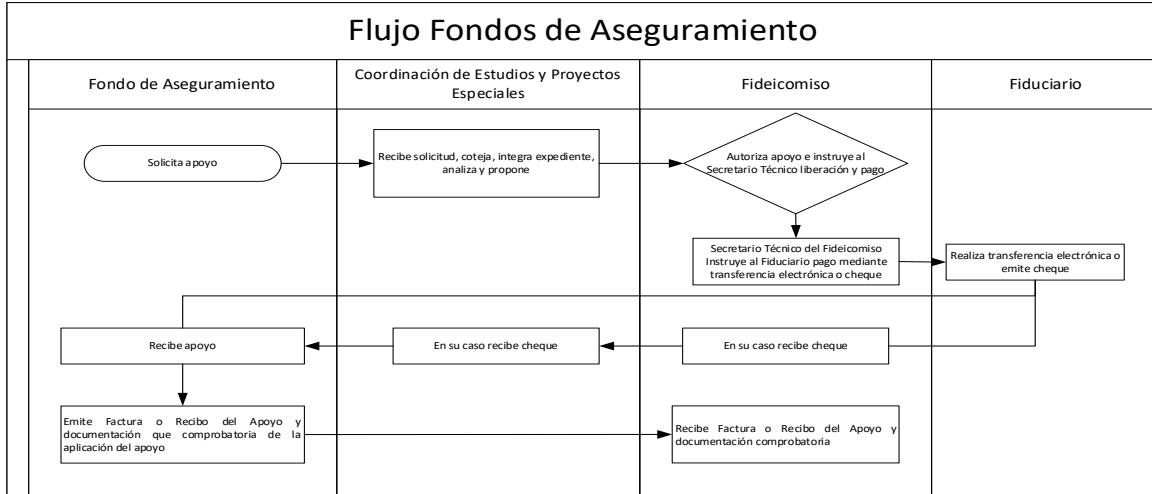 Flujo Fondos de Aseguramiento
Fondo de Aseguramiento
Coordinación de Estudios y Proyectos
Especiales
Fideicomiso
Fiduciario
Solicita apoyo
Recibe solicitud, coteja, integra expediente,
analiza y propone
Autoriza apoyo e instruye al
Secretario Técnico liberación y pago
Secretario Técnico del Fideicomiso
Instruye al Fiduciario pago mediante
transferencia electrónica o cheque
Realiza transferencia electrónica o
emite cheque
Recibe apoyo
En su caso recibe cheque
En su caso recibe cheque
Emite Factura o Recibo del Apoyo y
documentación que comprobatoria de la
aplicación del apoyo
Recibe Factura o Recibo del Apoyo y
documentación comprobatoria